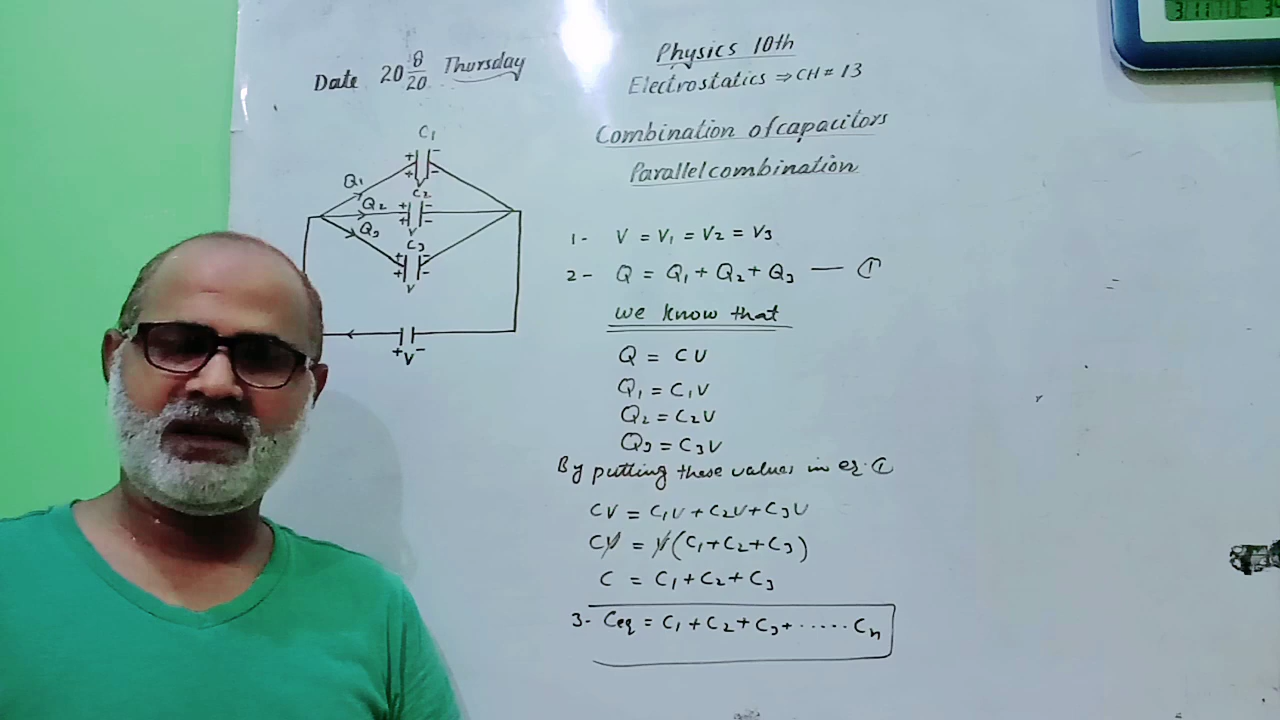 Date 20 8/20 Thursday
Physics 10th
Electrostatics ⇒ CH = 13
Combination of capacitors
Parallel combination
C1
+ -
+ -
V
Q1
C2
Q2
+ -
+ -
V
C3
Q3
+ -
+ -
V
+ V -
1- V = V1 = V2 = V3
2- Q = Q1 + Q2 + Q3 — ①
we know that
Q = CV
Q1 = C1V
Q2 = C2V
Q3 = C3V
By putting these values in eq. ①
CV = C1V + C2V + C3V
CV = V(C1+C2+C3)
C = C1+C2+C3
3- Ceq = C1+C2+C3+...... Cn